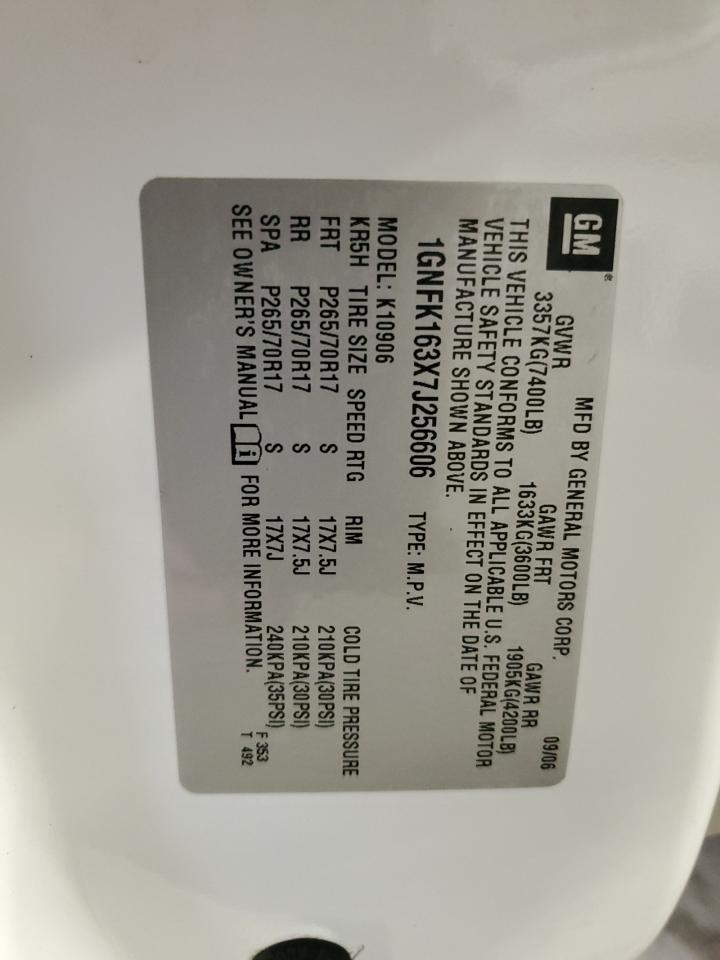 GM®
MFD BY GENERAL MOTORS CORP. 09/06
GVWR GAWR FRT GAWR RR
3357KG(7400LB) 1633KG(3600LB) 1905KG(4200LB)
THIS VEHICLE CONFORMS TO ALL APPLICABLE U.S. FEDERAL MOTOR
VEHICLE SAFETY STANDARDS IN EFFECT ON THE DATE OF
MANUFACTURE SHOWN ABOVE.
1GNFK163X7J256606 TYPE: M.P.V.
MODEL: K10906
KR5H TIRE SIZE SPEED RTG RIM COLD TIRE PRESSURE
FRT P265/70R17 S 17X7.5J 210KPA(30PSI)
RR P265/70R17 S 17X7.5J 210KPA(30PSI)
SPA P265/70R17 S 17X7J 240KPA(35PSI) F 353
SEE OWNER'S MANUAL i FOR MORE INFORMATION. T 492